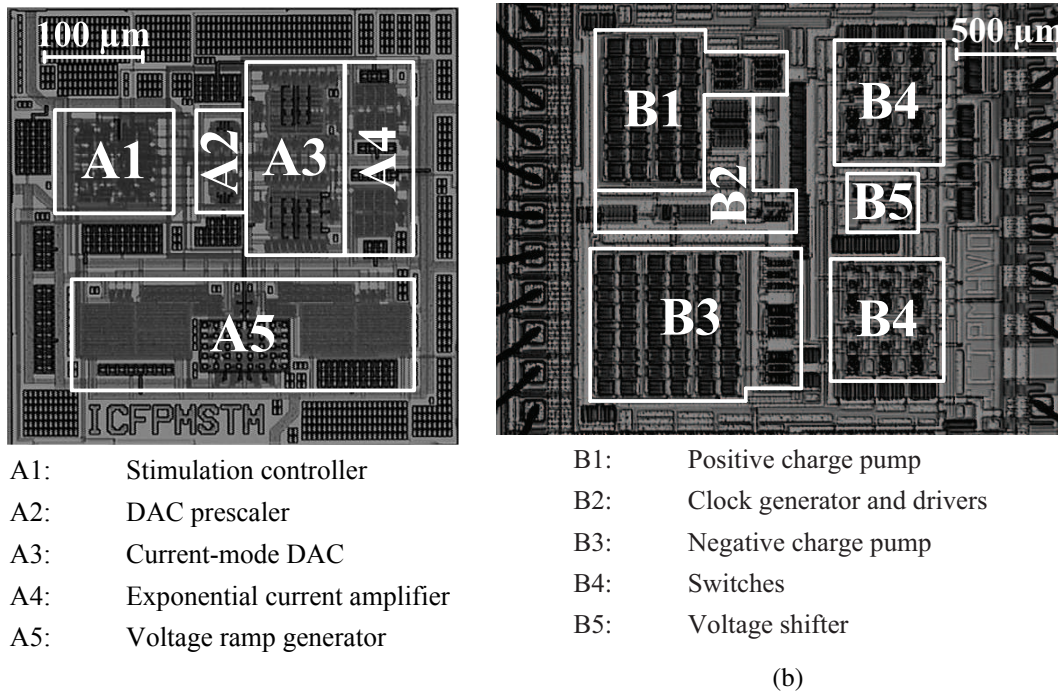 100 µm
A1
A2
A3
A4
A5
ICFPMSTM
A1: Stimulation controller
A2: DAC prescaler
A3: Current-mode DAC
A4: Exponential current amplifier
A5: Voltage ramp generator
500 µm
B1
B4
B2
B5
B3
B4
ICTPMHVO
B1: Positive charge pump
B2: Clock generator and drivers
B3: Negative charge pump
B4: Switches
B5: Voltage shifter
(b)